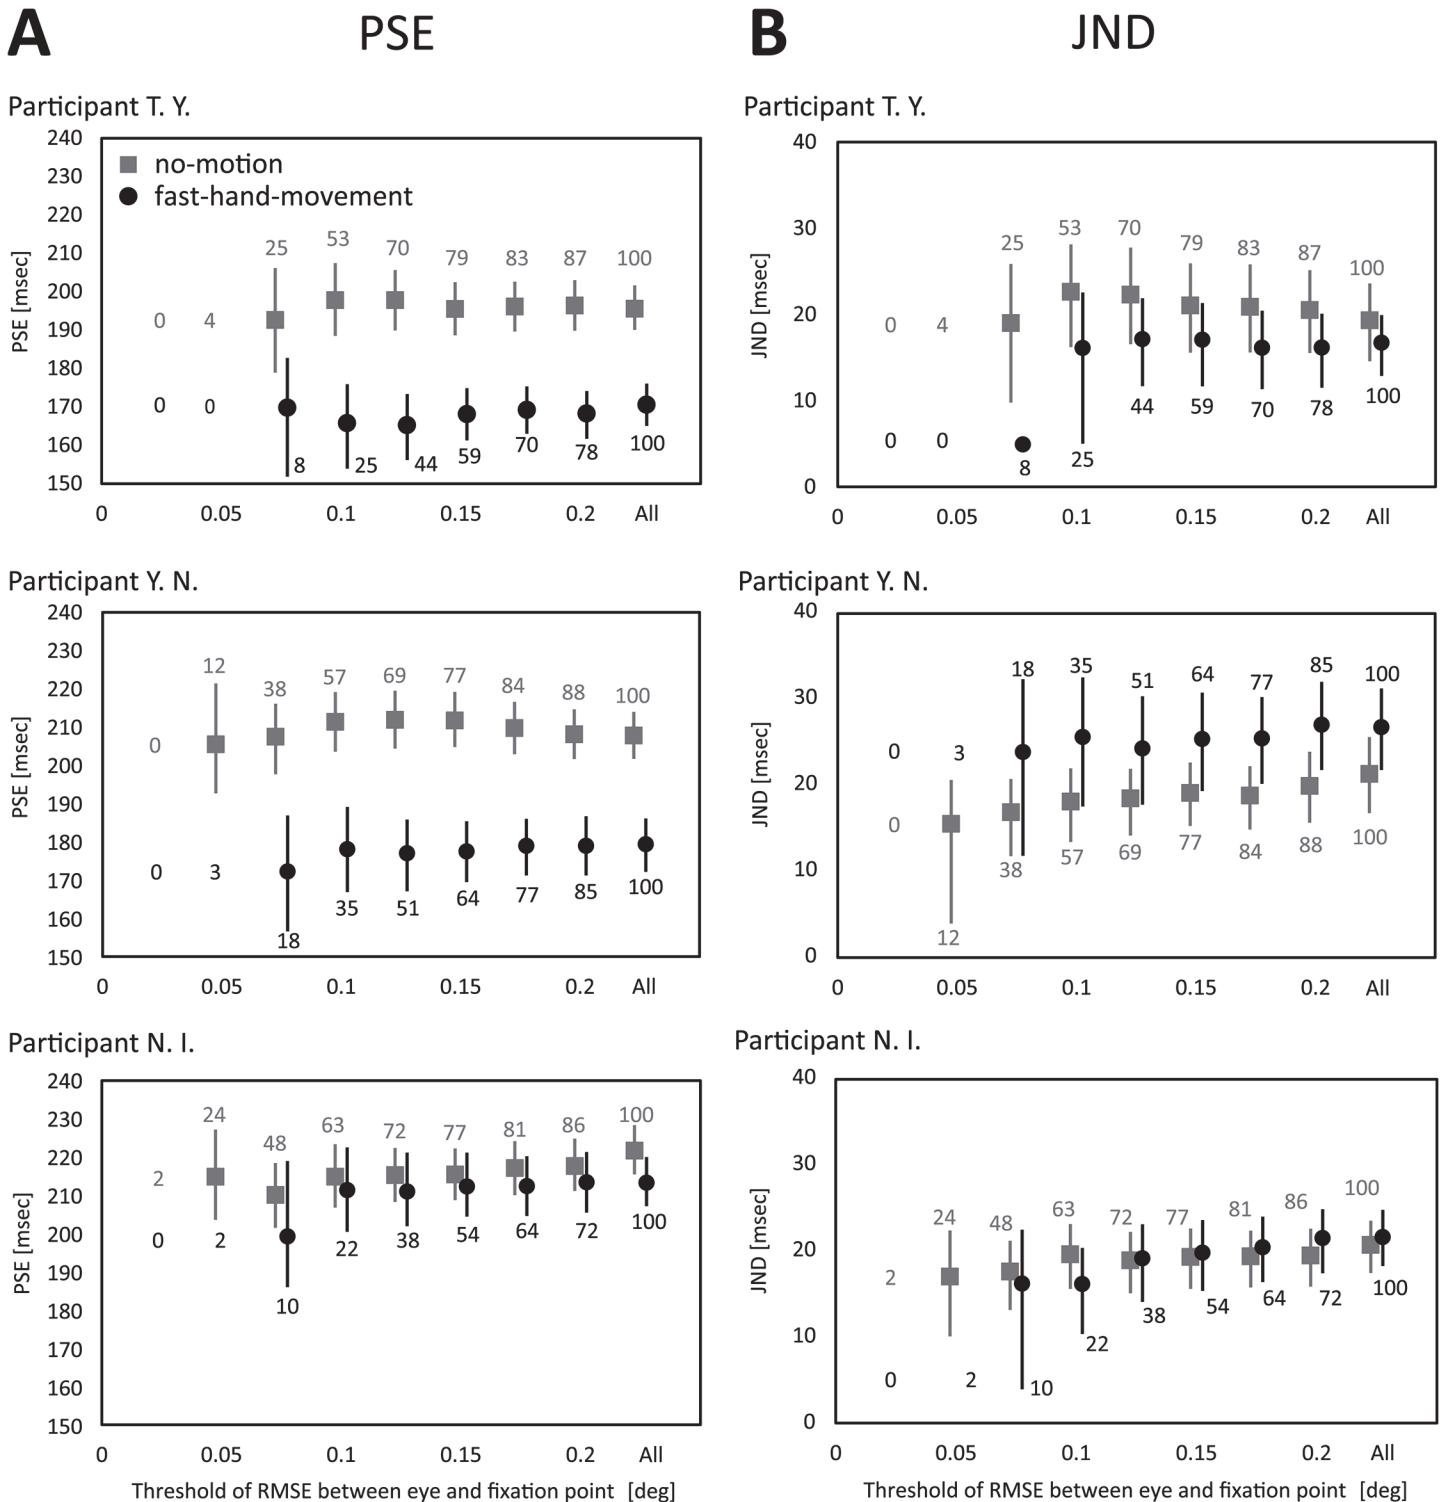 A PSE
B JND
Participant T. Y.
240
230
220
210
200
190
180
170
160
150
PSE [msec]
no-motion
fast-hand-movement
0 4 25 53 70 79 83 87 100
0 0 8 25 44 59 70 78 100
0 0.05 0.1 0.15 0.2 All
Participant T. Y.
40
30
20
10
0
JND [msec]
0 4 25 53 70 79 83 87 100
0 0 8 25 44 59 70 78 100
0 0.05 0.1 0.15 0.2 All
Participant Y. N.
240
230
220
210
200
190
180
170
160
150
PSE [msec]
0 12 38 57 69 77 84 88 100
0 3 18 35 51 64 77 85 100
0 0.05 0.1 0.15 0.2 All
Participant Y. N.
40
30
20
10
0
JND [msec]
0 3 18 35 51 64 77 85 100
0 12 38 57 69 77 84 88 100
0 0.05 0.1 0.15 0.2 All
Participant N. I.
240
230
220
210
200
190
180
170
160
150
PSE [msec]
2 24 48 63 72 77 81 86 100
0 2 10 22 38 54 64 72 100
0 0.05 0.1 0.15 0.2 All
Threshold of RMSE between eye and fixation point [deg]
Participant N. I.
40
30
20
10
0
JND [msec]
2 24 48 63 72 77 81 86 100
0 2 10 22 38 54 64 72 100
0 0.05 0.1 0.15 0.2 All
Threshold of RMSE between eye and fixation point [deg]